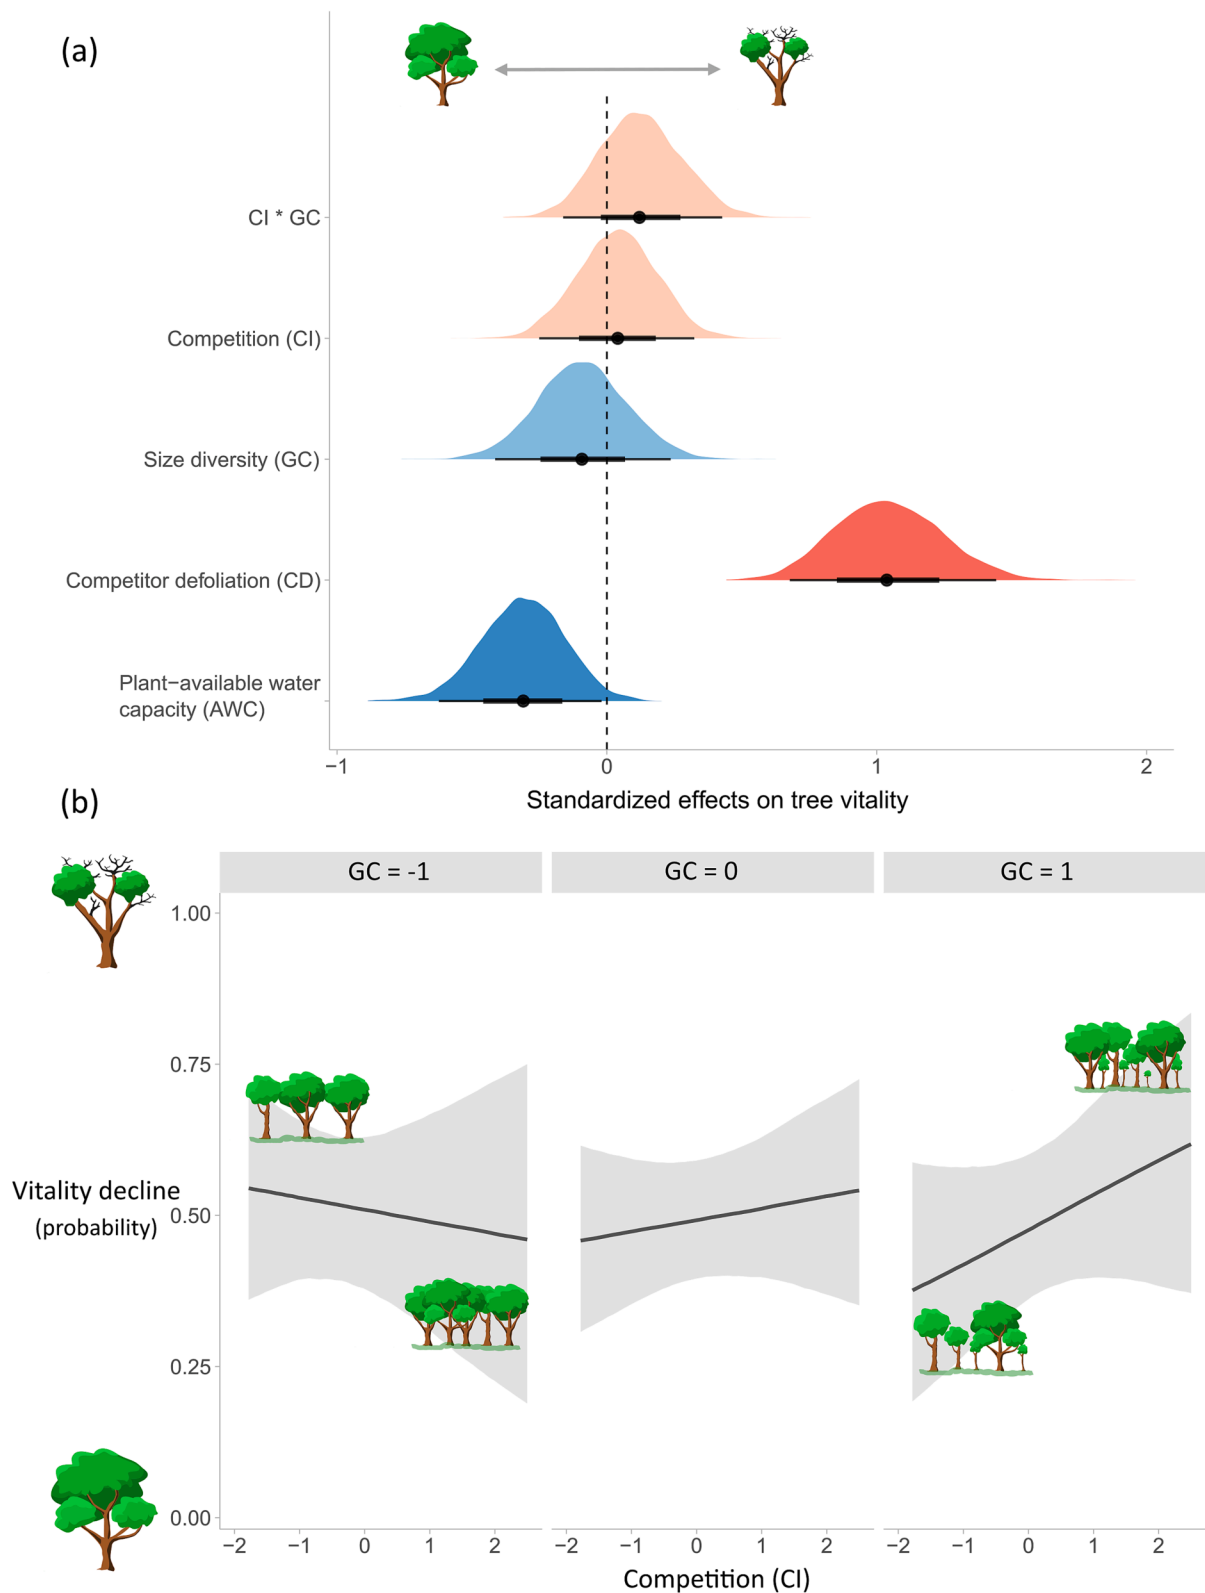 (a)
CI * GC
Competition (CI)
Size diversity (GC)
Competitor defoliation (CD)
Plant−available water
capacity (AWC)
−1 0 1 2
Standardized effects on tree vitality
(b)
GC = -1 GC = 0 GC = 1
1.00
0.75
Vitality decline
0.50
(probability)
0.25
0.00
−2 −1 0 1 2 −2 −1 0 1 2 −2 −1 0 1 2
Competition (CI)